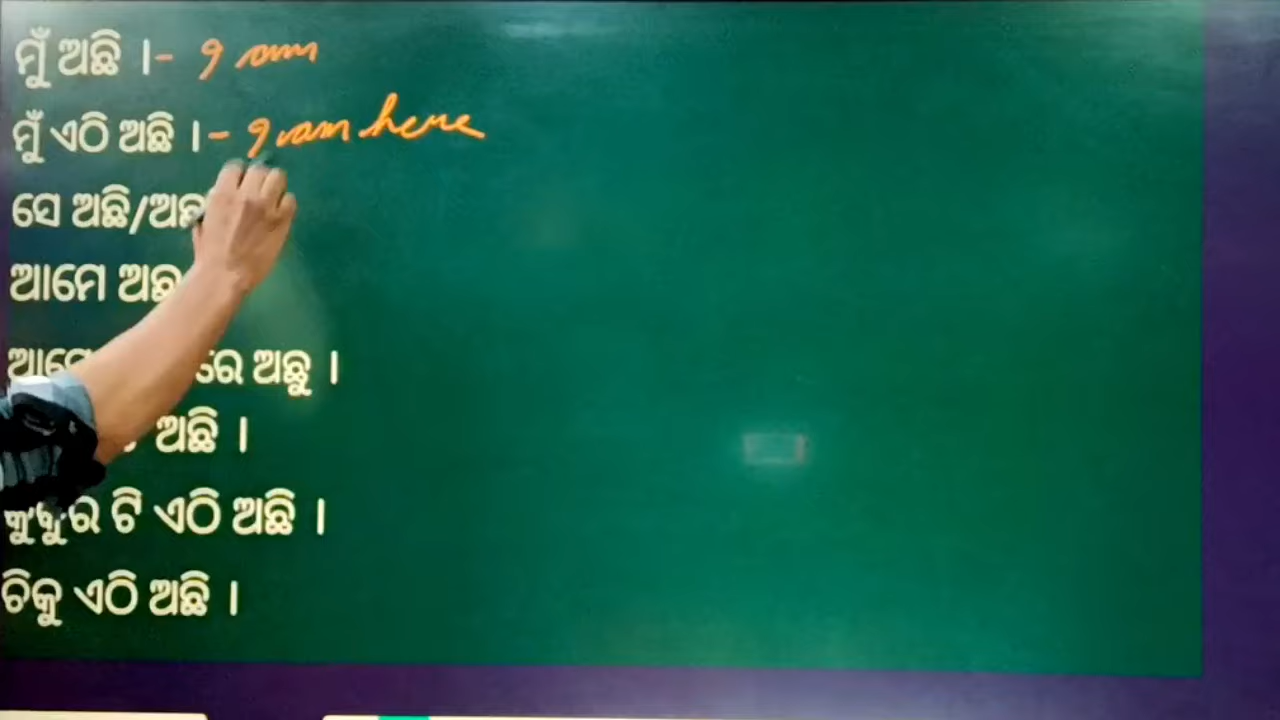 ମୁଁ ଅଛି । - I am
ମୁଁ ଏଠି ଅଛି । - I am here
ସେ ଅଛି/
ଆମେ
ରେ ଅଛୁ ।
ଅଛି ।
କୁକୁର ଟି ଏଠି ଅଛି ।
ଚିକୁ ଏଠି ଅଛି ।